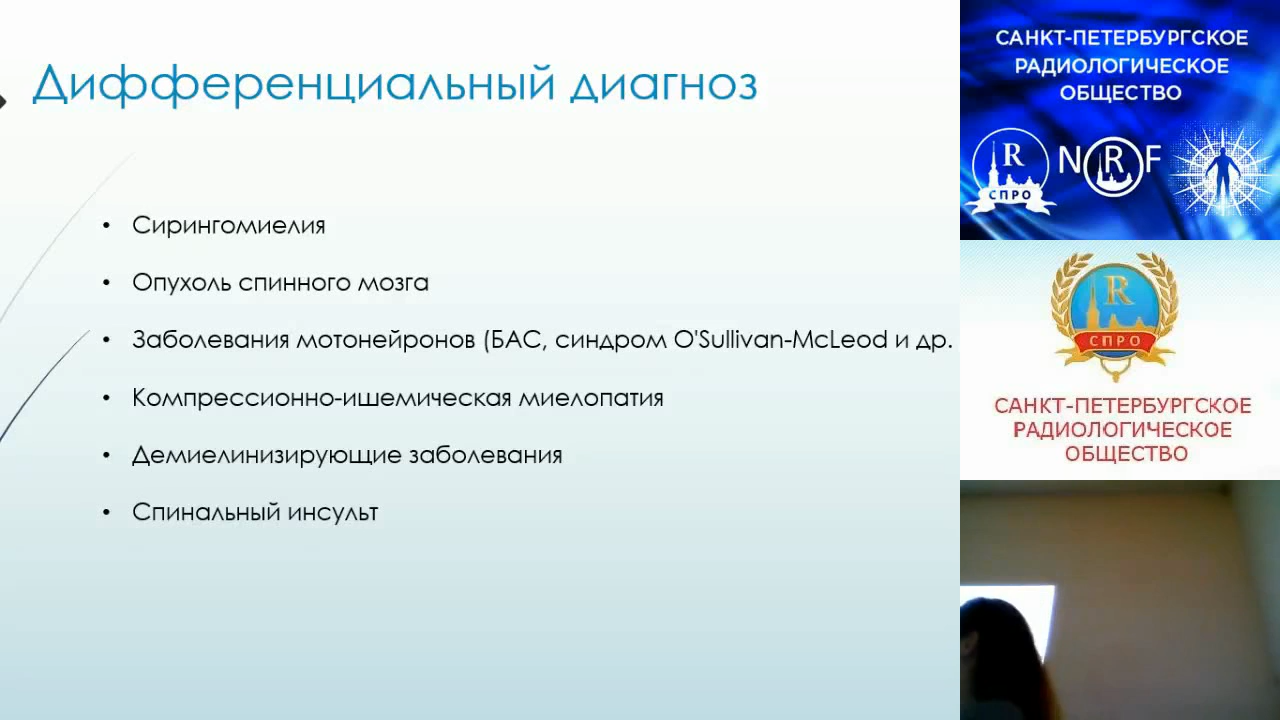 Дифференциальный диагноз
• Сирингомиелия
• Опухоль спинного мозга
• Заболевания мотонейронов (БАС, синдром O'Sullivan-McLeod и др.
• Компрессионно-ишемическая миелопатия
• Демиелинизирующие заболевания
• Спинальный инсульт
САНКТ-ПЕТЕРБУРГСКОЕ
РАДИОЛОГИЧЕСКОЕ
ОБЩЕСТВО
R
СПРО
N R F
R
СПРО
САНКТ-ПЕТЕРБУРГСКОЕ
РАДИОЛОГИЧЕСКОЕ
ОБЩЕСТВО